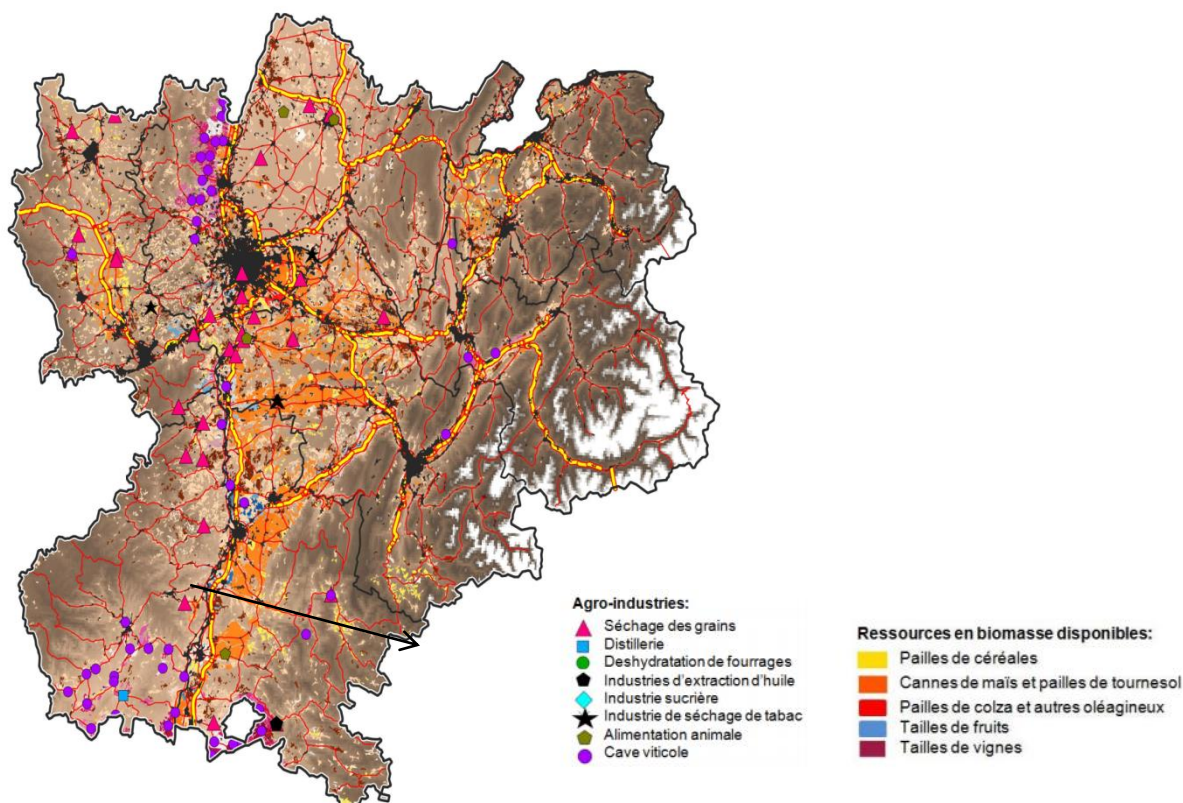 Agro-industries:
Séchage des grains
Distillerie
Deshydratation de fourrages
Industries d'extraction d'huile
Industrie sucrière
Industrie de séchage de tabac
Alimentation animale
Cave viticole
Ressources en biomasse disponibles:
Pailles de céréales
Cannes de maïs et pailles de tournesol
Pailles de colza et autres oléagineux
Tailles de fruits
Tailles de vignes